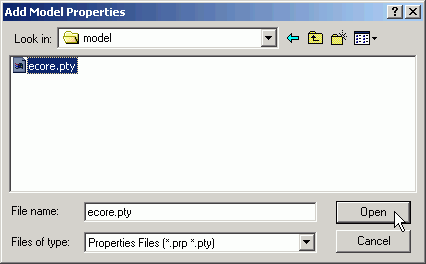 Add Model Properties
Look in: model
ecore.pty
File name: ecore.pty Open
Files of type: Properties Files (*.prp *.pty) Cancel